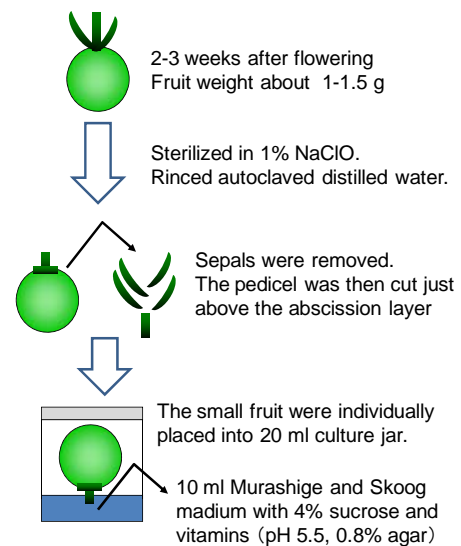 2-3 weeks after flowering
Fruit weight about 1-1.5 g
Sterilized in 1% NaClO.
Rinced autoclaved distilled water.
Sepals were removed.
The pedicel was then cut just
above the abscission layer
The small fruit were individually
placed into 20 ml culture jar.
10 ml Murashige and Skoog
madium with 4% sucrose and
vitamins（pH 5.5, 0.8% agar）